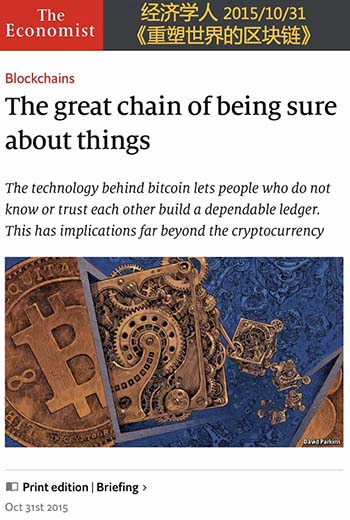 The
Economist
经济学人 2015/10/31
《重塑世界的区块链》
Blockchains
The great chain of being sure
about things
The technology behind bitcoin lets people who do not
know or trust each other build a dependable ledger.
This has implications far beyond the cryptocurrency
David Parkins
Print edition | Briefing >
Oct 31st 2015